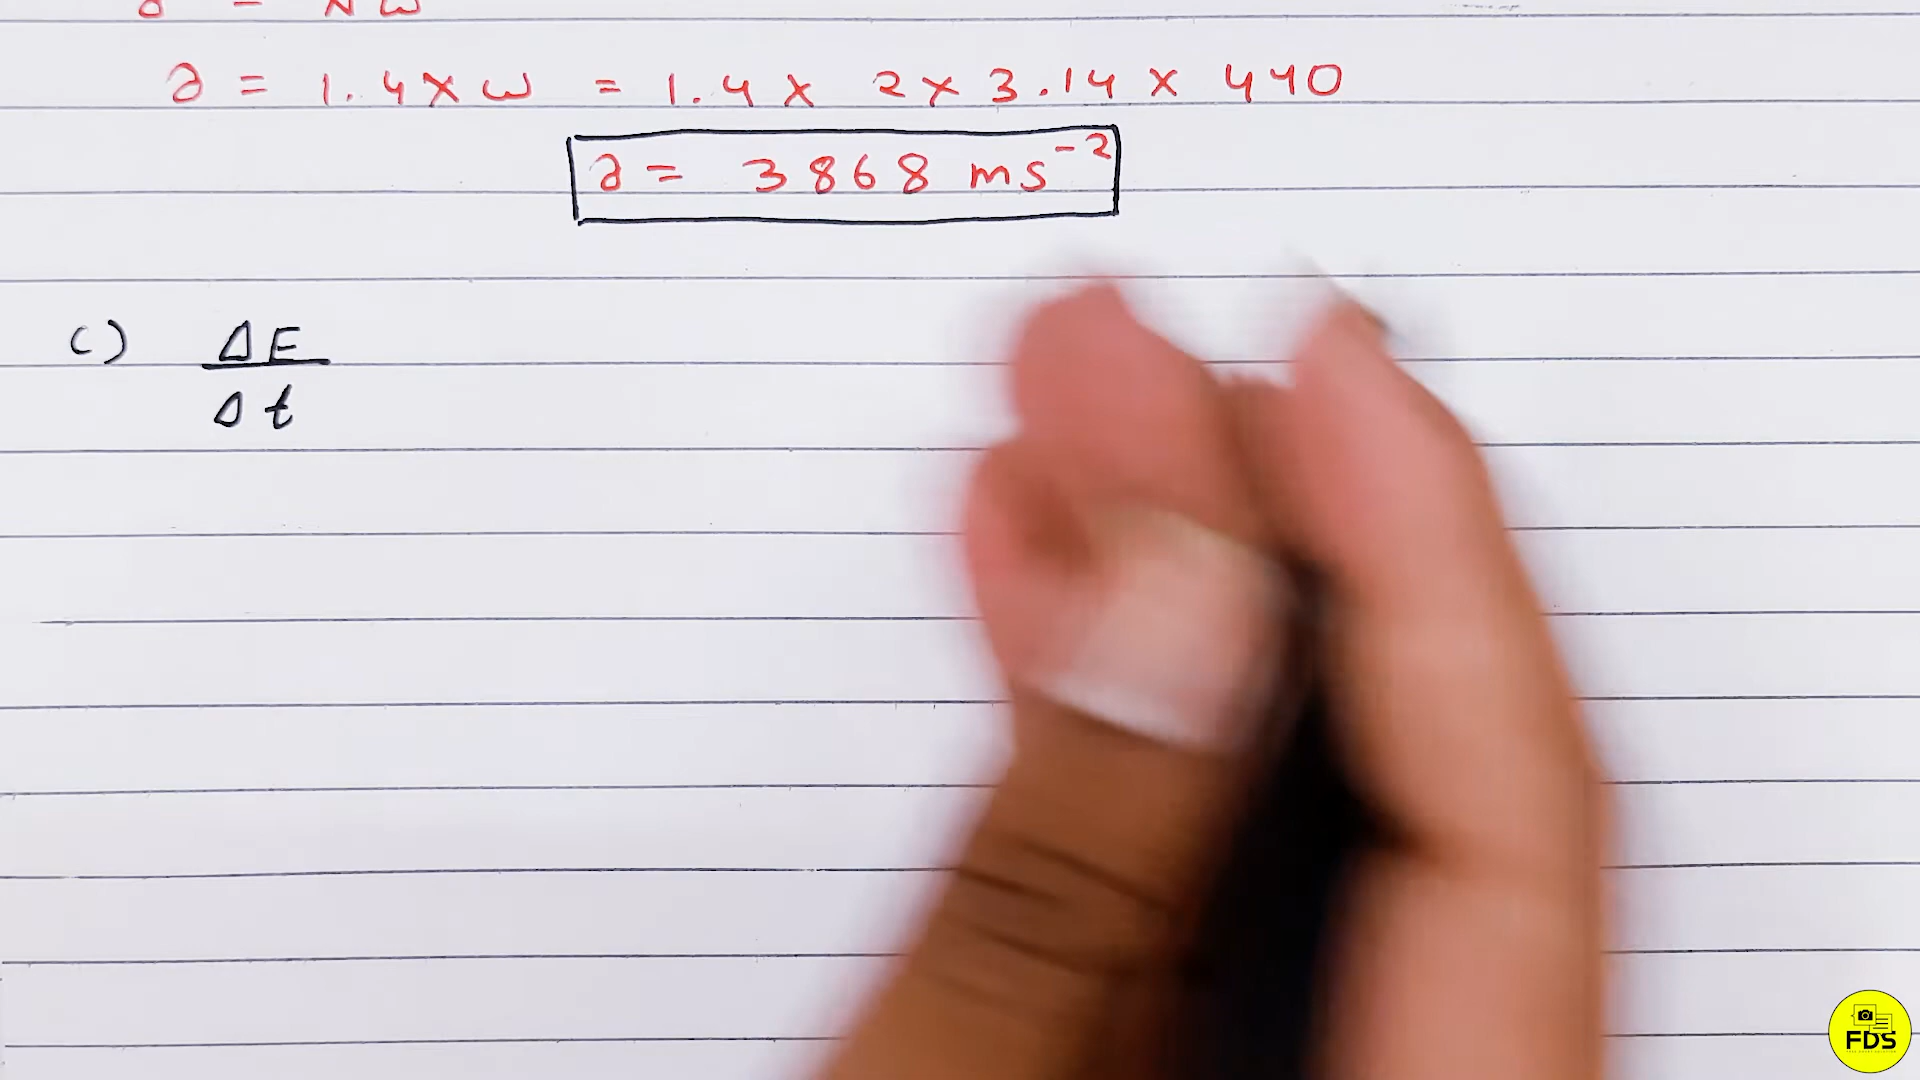 a = 1.4 × ω = 1.4 × 2 × 3.14 × 440
a = 3868 ms⁻²
c) ΔE
Δt
FDS